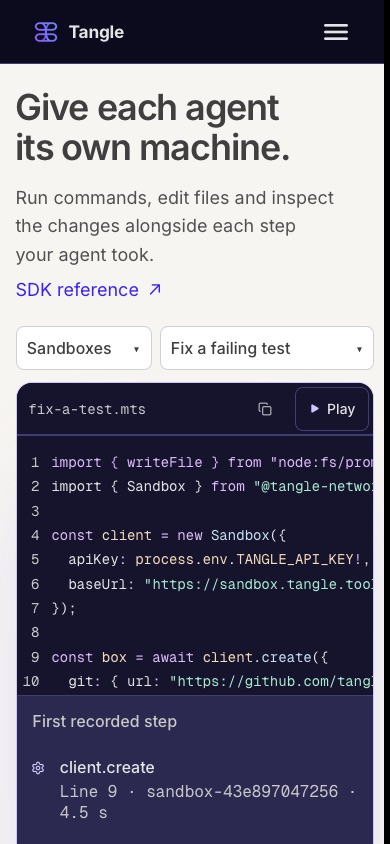 Tangle
Give each agent
its own machine.
Run commands, edit files and inspect
the changes alongside each step
your agent took.
SDK reference ↗
Sandboxes ▾
Fix a failing test ▾
fix-a-test.mts
Play
1 import { writeFile } from "node:fs/pro
2 import { Sandbox } from "@tangle-netwo
3
4 const client = new Sandbox({
5 apiKey: process.env.TANGLE_API_KEY!,
6 baseUrl: "https://sandbox.tangle.tool
7 });
8
9 const box = await client.create({
10 git: { url: "https://github.com/tangl
First recorded step
client.create
Line 9 · sandbox-43e897047256 ·
4.5 s